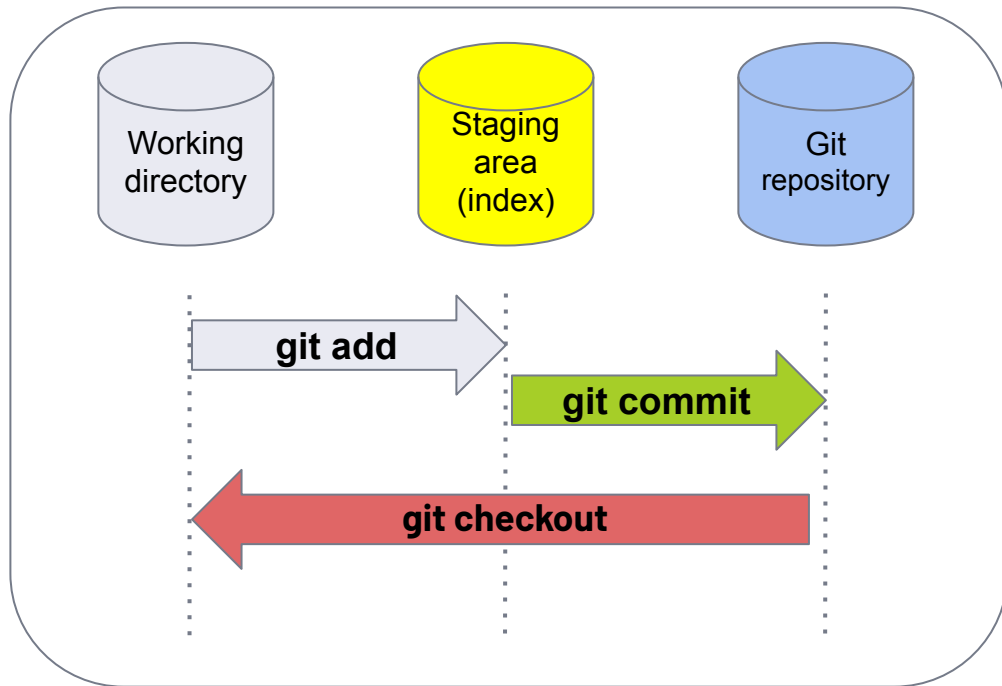 Working
directory
Staging
area
(index)
Git
repository
git add
git commit
git checkout